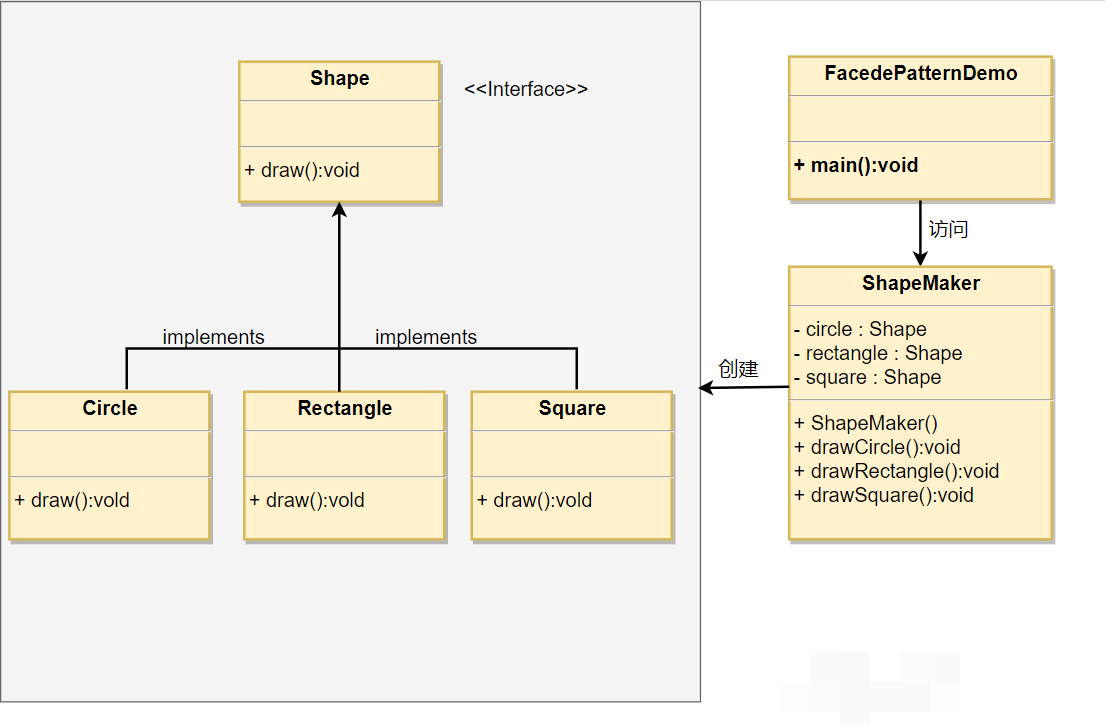 Shape
<<Interface>>
+ draw():void
implements
implements
Circle
+ draw():vold
Rectangle
+ draw():vold
Square
+ draw():vold
FacedePatternDemo
+ main():void
访问
ShapeMaker
- circle : Shape
- rectangle : Shape
- square : Shape
+ ShapeMaker()
+ drawCircle():void
+ drawRectangle():void
+ drawSquare():void
创建